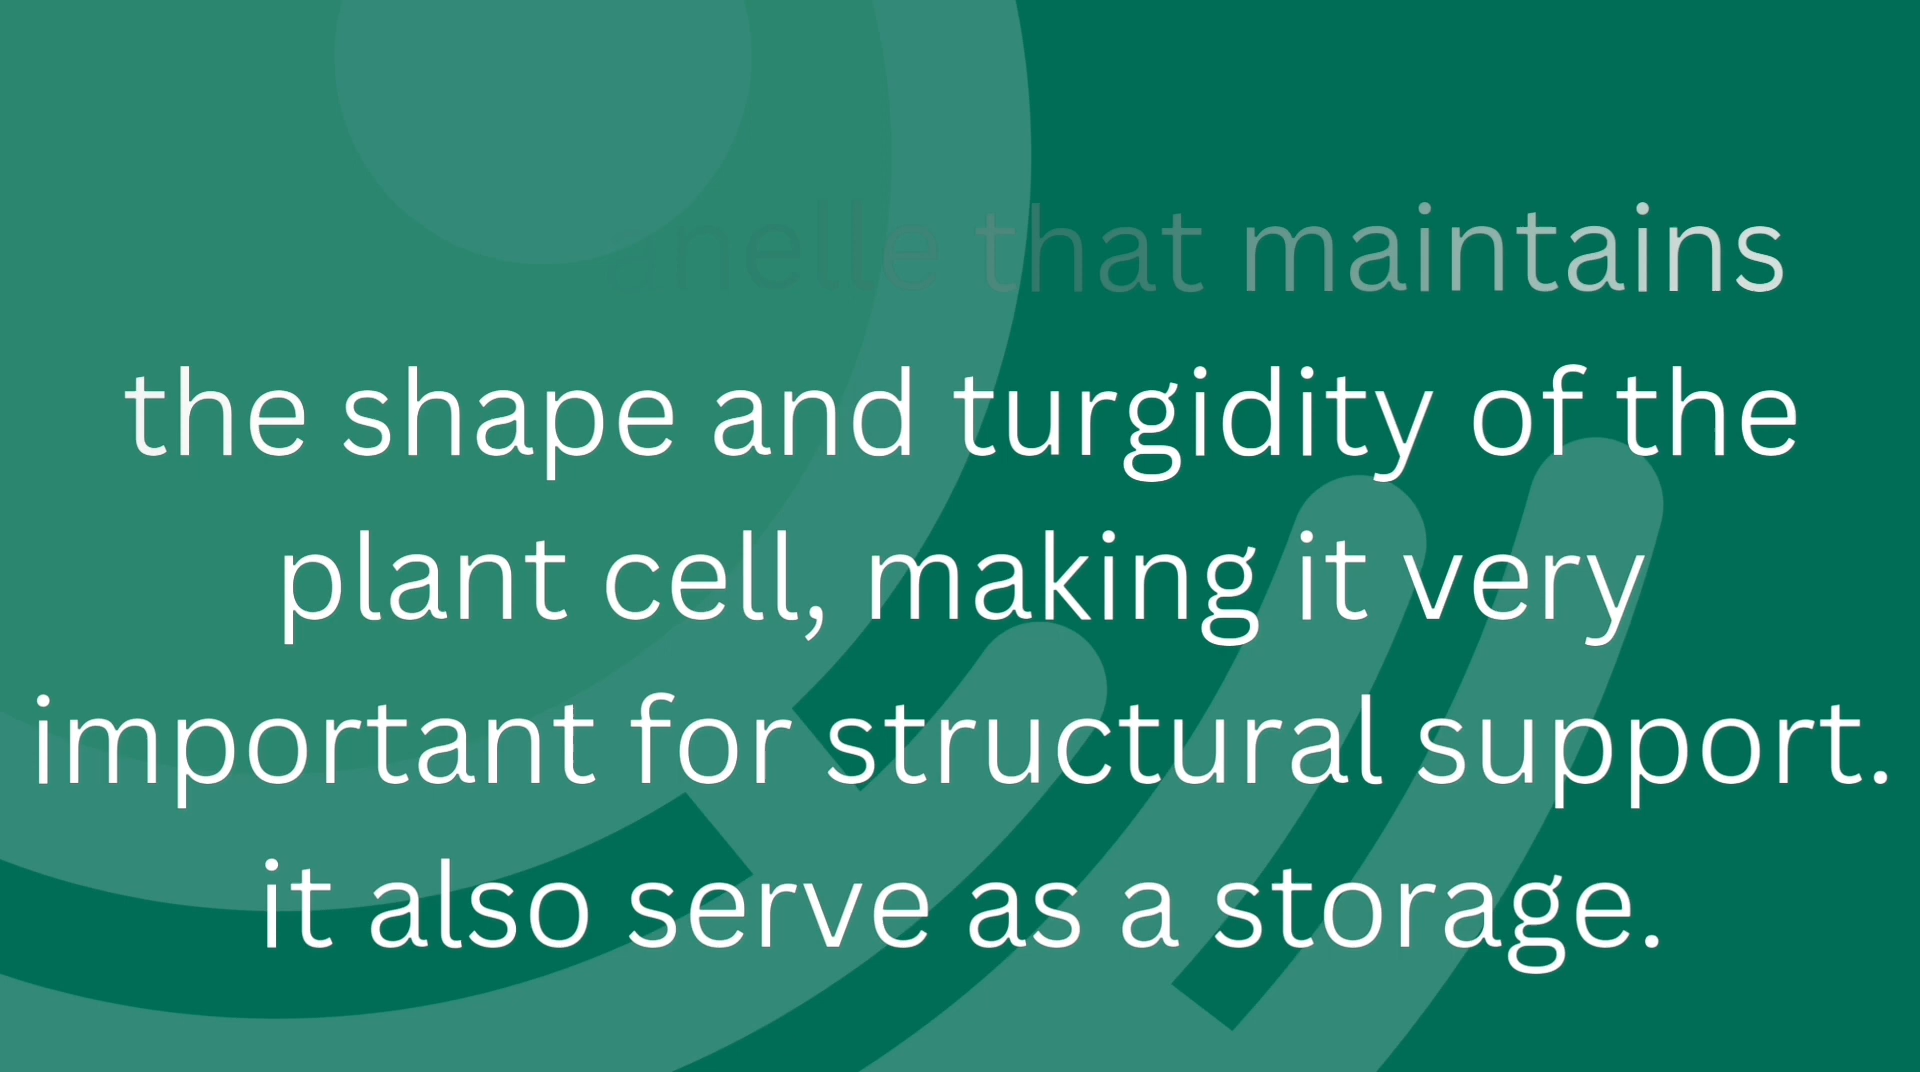 anelle that maintains
the shape and turgidity of the
plant cell, making it very
important for structural support.
it also serve as a storage.